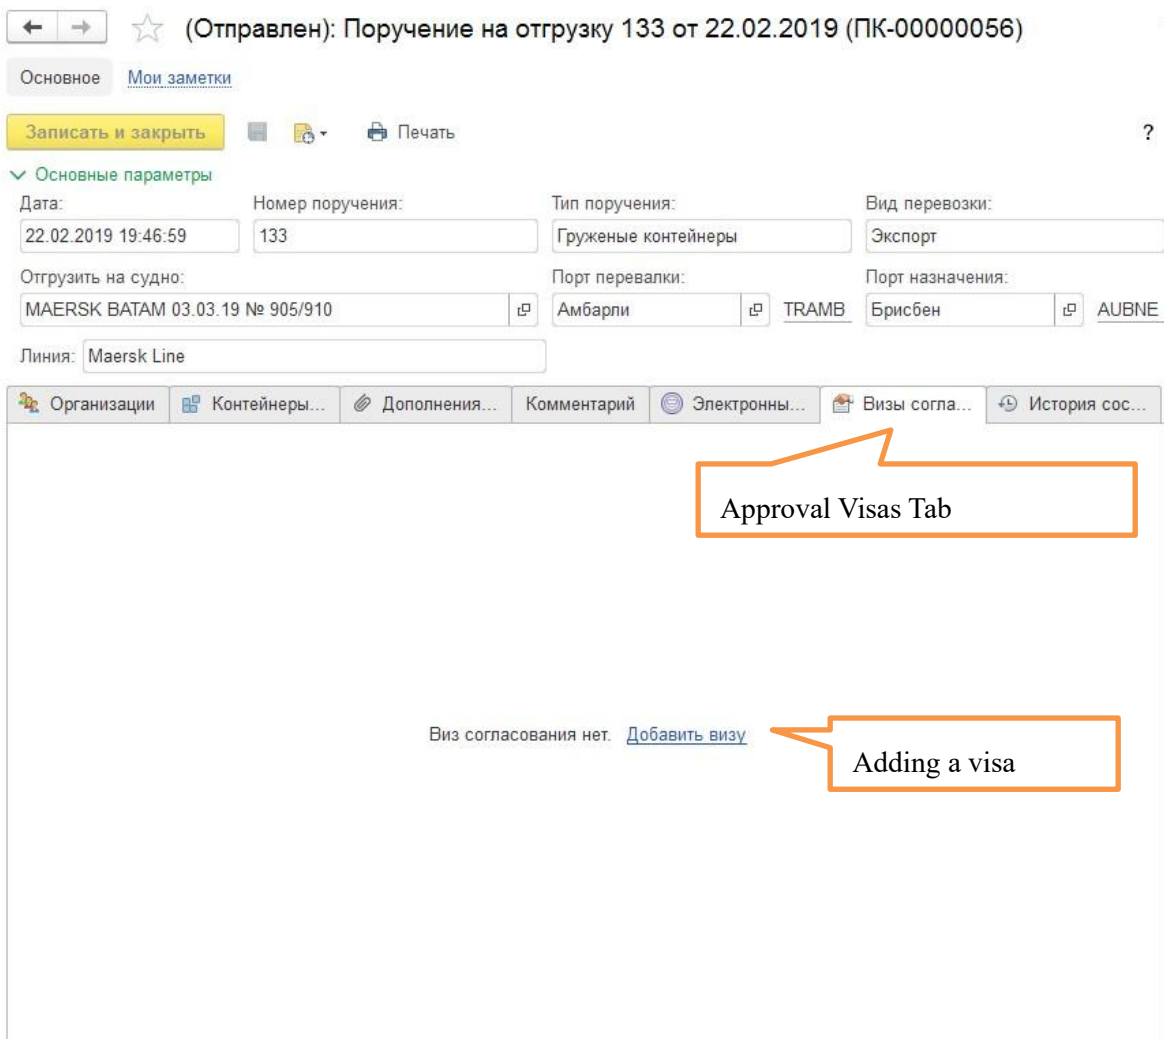 (Отправлен): Поручение на отгрузку 133 от 22.02.2019 (ПК-00000056)
Основное Мои заметки
Записать и закрыть Печать ?
Основные параметры
Дата: Номер поручения: Тип поручения: Вид перевозки:
22.02.2019 19:46:59 133 Груженые контейнеры Экспорт
Отгрузить на судно: Порт перевалки: Порт назначения:
MAERSK BATAM 03.03.19 № 905/910 Амбарли TRAMB Брисбен AUBNE
Линия: Maersk Line
Организации Контейнеры... Дополнения... Комментарий Электронны... Визы согла... История сос...
Approval Visas Tab
Виз согласования нет. Добавить визу
Adding a visa